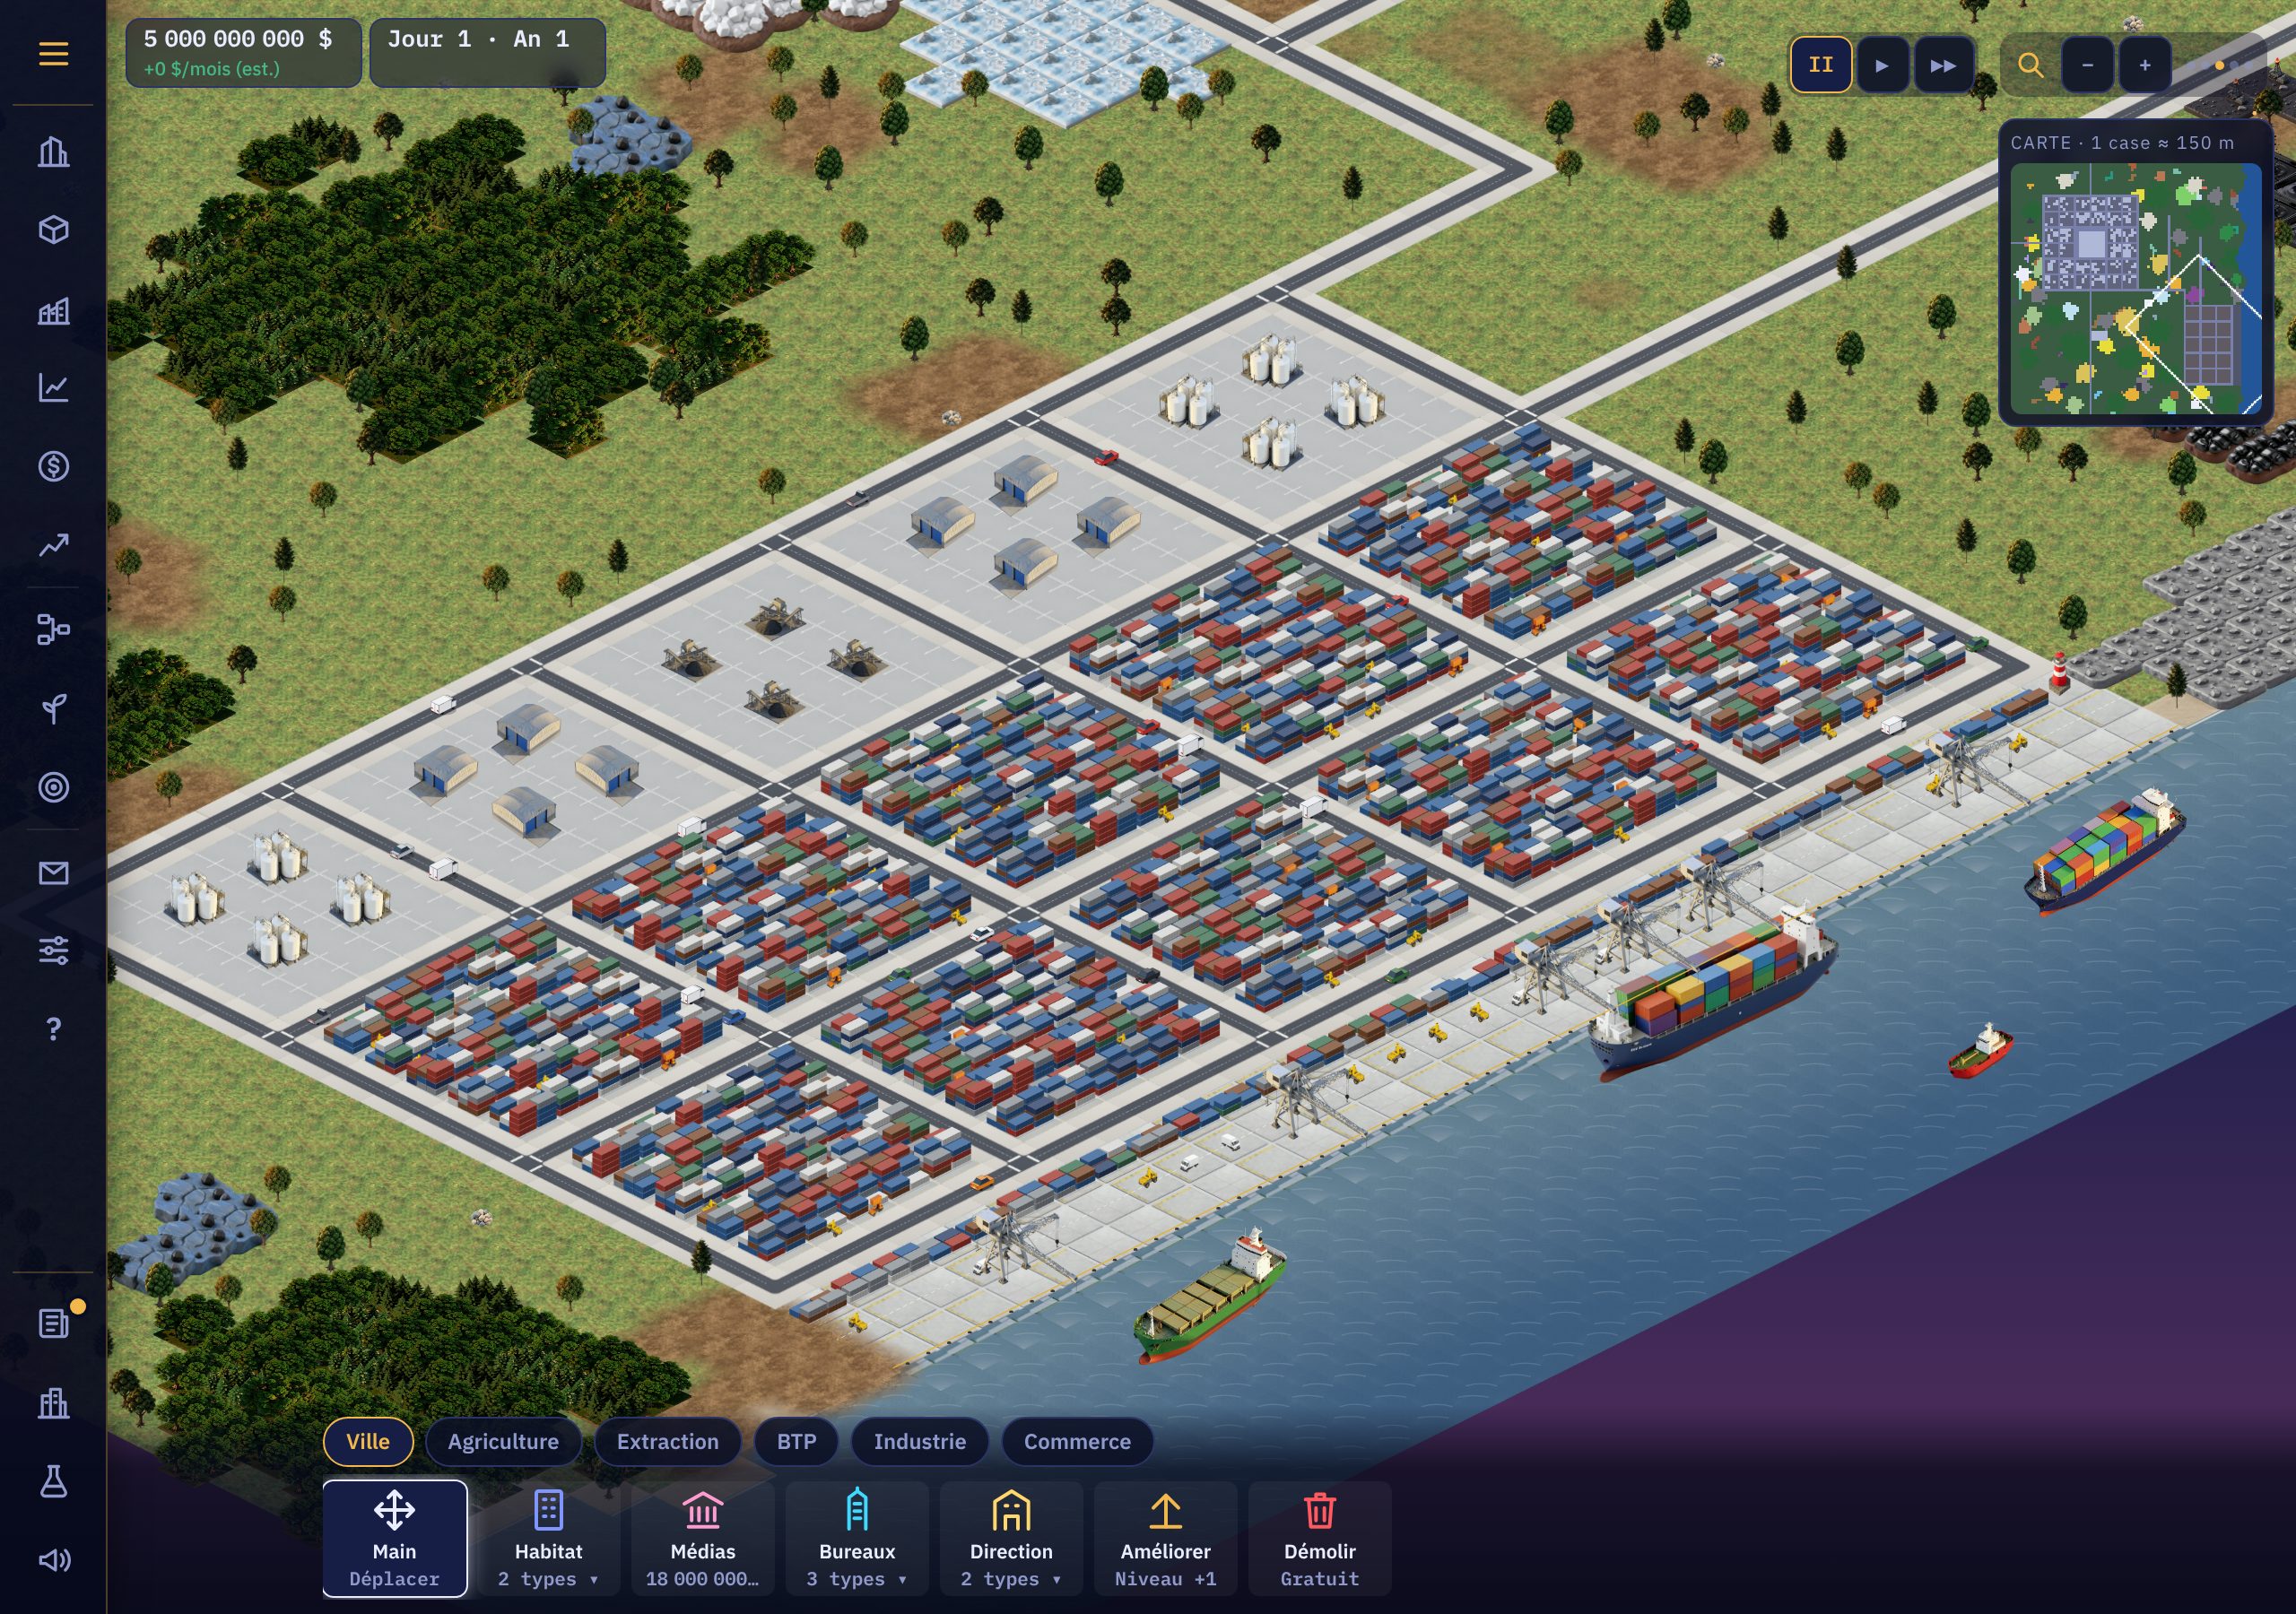 5 000 000 000 $
+0 $/mois (est.)
Jour 1 · An 1
CARTE · 1 case ≈ 150 m
Ville
Agriculture
Extraction
BTP
Industrie
Commerce
Main
Déplacer
Habitat
2 types ▾
Médias
18 000 000…
Bureaux
3 types ▾
Direction
2 types ▾
Améliorer
Niveau +1
Démolir
Gratuit